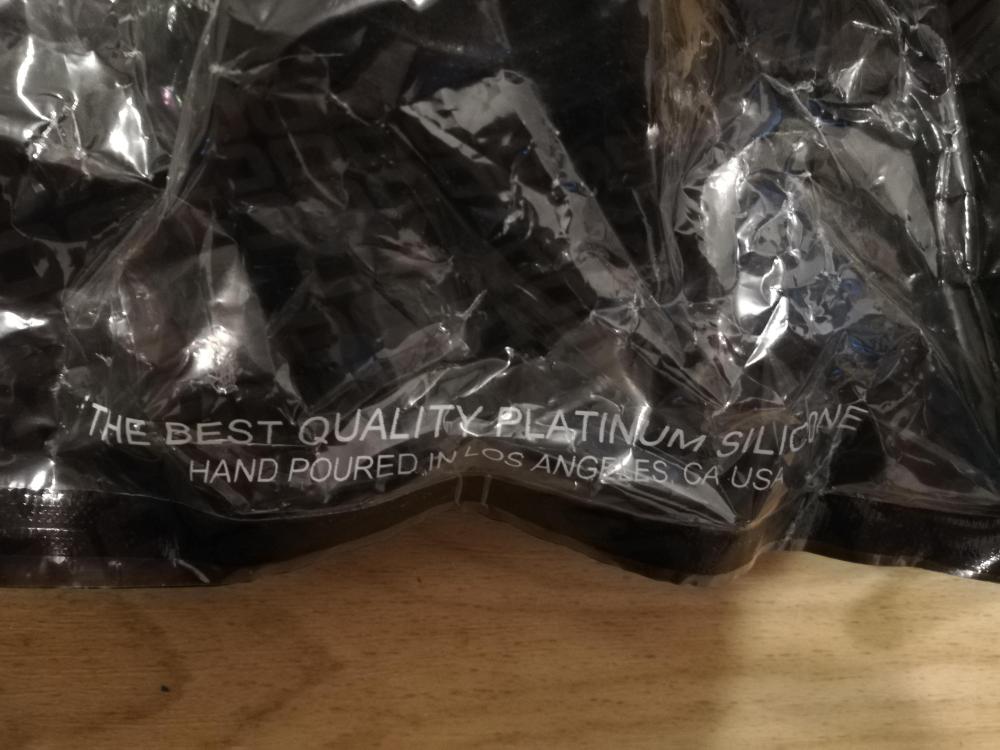 THE BEST QUALITY PLATINUM SILICONE
HAND POURED IN LOS ANGELES, CA USA